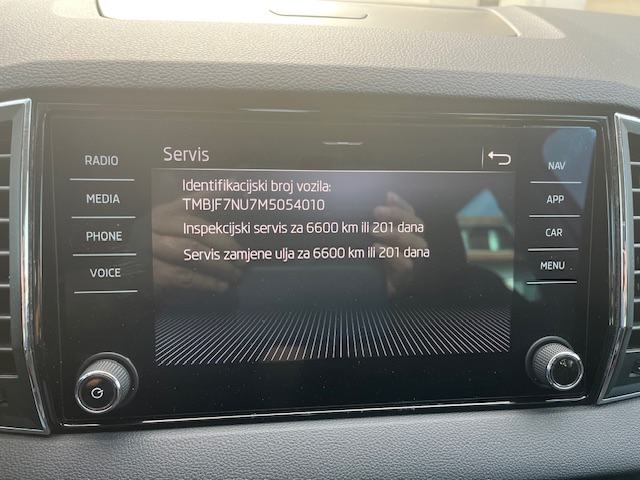 Servis
RADIO
MEDIA
PHONE
VOICE
Identifikacijski broj vozila:
TMBJF7NU7M5054010
Inspekcijski servis za 6600 km ili 201 dana
Servis zamjene ulja za 6600 km ili 201 dana
NAV
APP
CAR
MENU